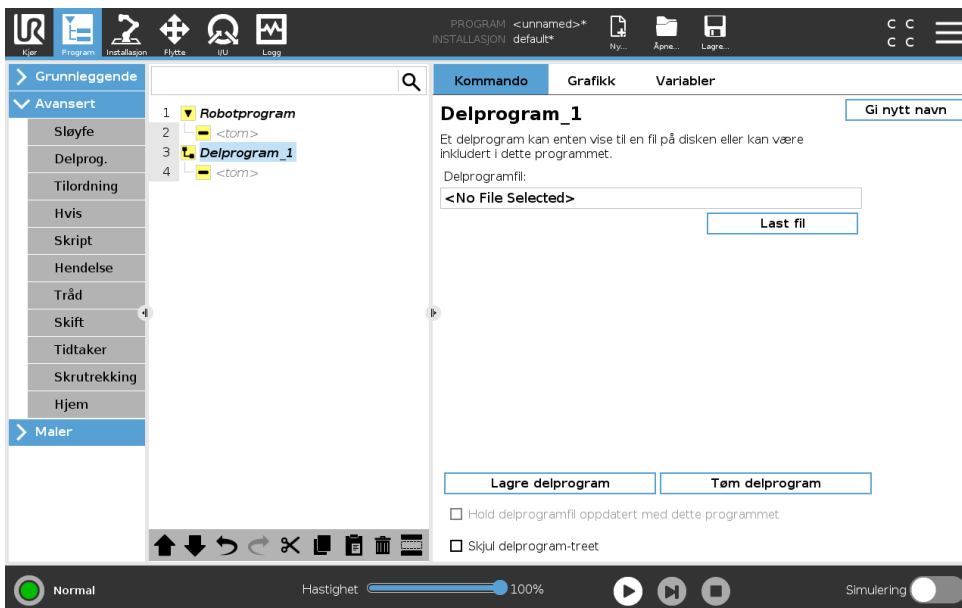 PROGRAM <unnamed>*
INSTALLASJON default*
UR
Kjør
Program
Installasjon
Flytte
I/U
Logg
Ny...
Åpne...
Lagre...
C C
C C
Grunnleggende
Avansert
Sløyfe
Delprog.
Tilordning
Hvis
Skript
Hendelse
Tråd
Skift
Tidtaker
Skrutrekking
Hjem
Maler
1 Robotprogram
2 <tom>
3 Delprogram_1
4 <tom>
Kommando
Grafikk
Variabler
Delprogram_1
Gi nytt navn
Et delprogram kan enten vise til en fil på disken eller kan være
inkludert i dette programmet.
Delprogramfil:
<No File Selected>
Last fil
Lagre delprogram
Tøm delprogram
Hold delprogramfil oppdatert med dette programmet
Skjul delprogram-treet
Normal
Hastighet
100%
Simulering